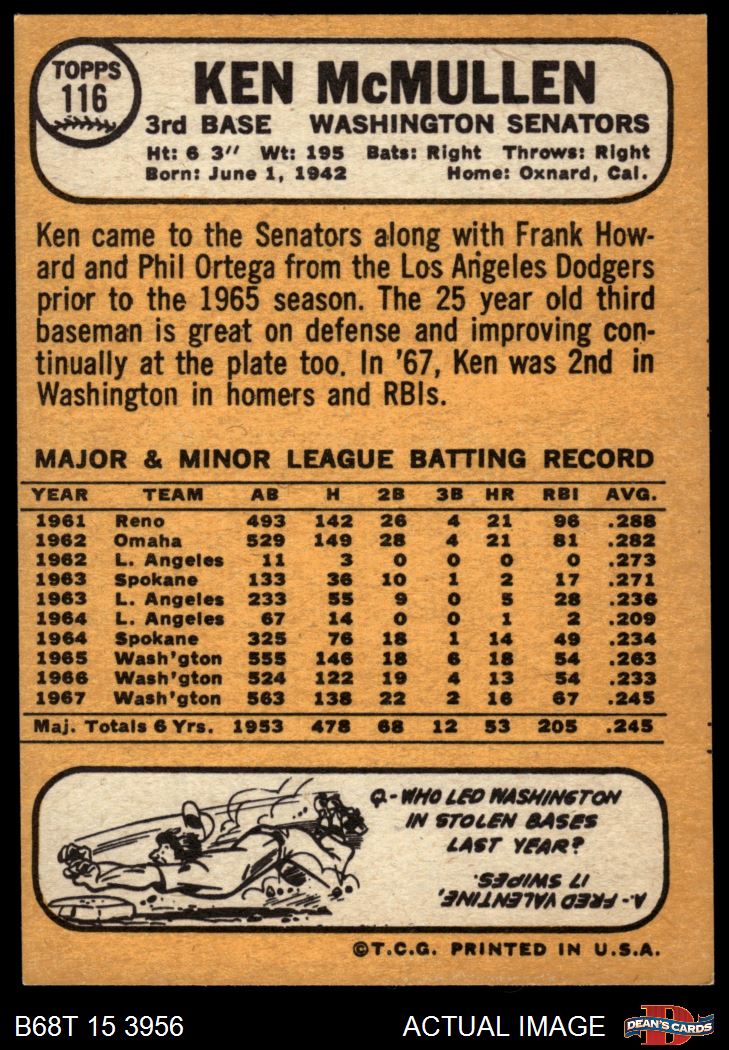 TOPPS
116
KEN McMULLEN
3rd BASE WASHINGTON SENATORS
Ht: 6 3" Wt: 195 Bats: Right Throws: Right
Born: June 1, 1942 Home: Oxnard, Cal.
Ken came to the Senators along with Frank How-
ard and Phil Ortega from the Los Angeles Dodgers
prior to the 1965 season. The 25 year old third
baseman is great on defense and improving con-
tinually at the plate too. In '67, Ken was 2nd in
Washington in homers and RBIs.
MAJOR & MINOR LEAGUE BATTING RECORD
YEAR TEAM AB H 2B 3B HR RBI AVG.
1961 Reno 493 142 26 4 21 96 .288
1962 Omaha 529 149 28 4 21 81 .282
1962 L. Angeles 11 3 0 0 0 0 .273
1963 Spokane 133 36 10 1 2 17 .271
1963 L. Angeles 233 55 9 0 5 28 .236
1964 L. Angeles 67 14 0 0 1 2 .209
1964 Spokane 325 76 18 1 14 49 .234
1965 Wash'gton 555 146 18 6 18 54 .263
1966 Wash'gton 524 122 19 4 13 54 .233
1967 Wash'gton 563 138 22 2 16 67 .245
Maj. Totals 6 Yrs. 1953 478 68 12 53 205 .245
Q-WHO LED WASHINGTON
IN STOLEN BASES
LAST YEAR?
A-FRED VALENTINE,
17 SWIPES.
©T.C.G. PRINTED IN U.S.A.
B68T 15 3956 ACTUAL IMAGE
D
DEAN'S CARDS